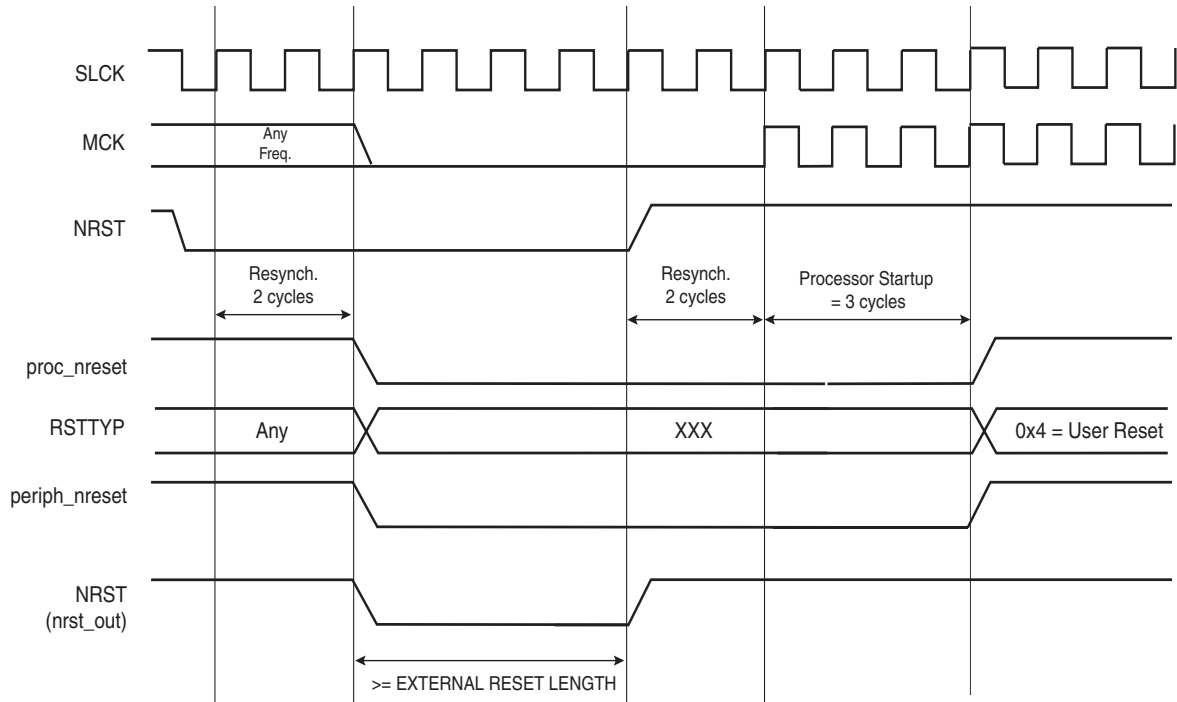 SLCK
MCK
Any
Freq.
NRST
Resynch.
2 cycles
Resynch.
2 cycles
Processor Startup
= 3 cycles
proc_nreset
RSTTYP
Any
XXX
0x4 = User Reset
periph_nreset
NRST
(nrst_out)
>= EXTERNAL RESET LENGTH